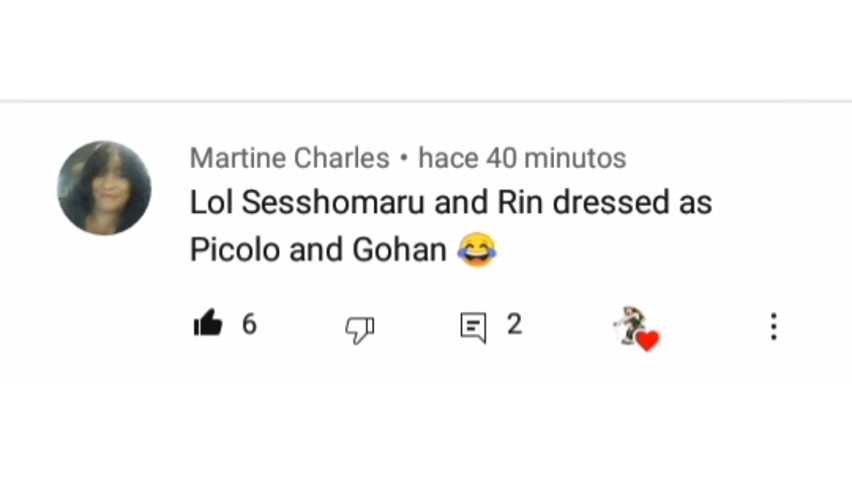 Martine Charles • hace 40 minutos
Lol Sesshomaru and Rin dressed as
Picolo and Gohan 😂
6 2